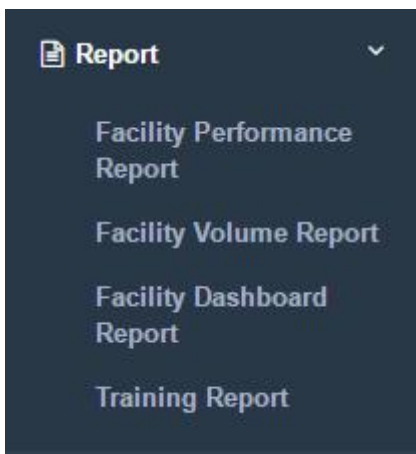 Report
Facility Performance
Report
Facility Volume Report
Facility Dashboard
Report
Training Report